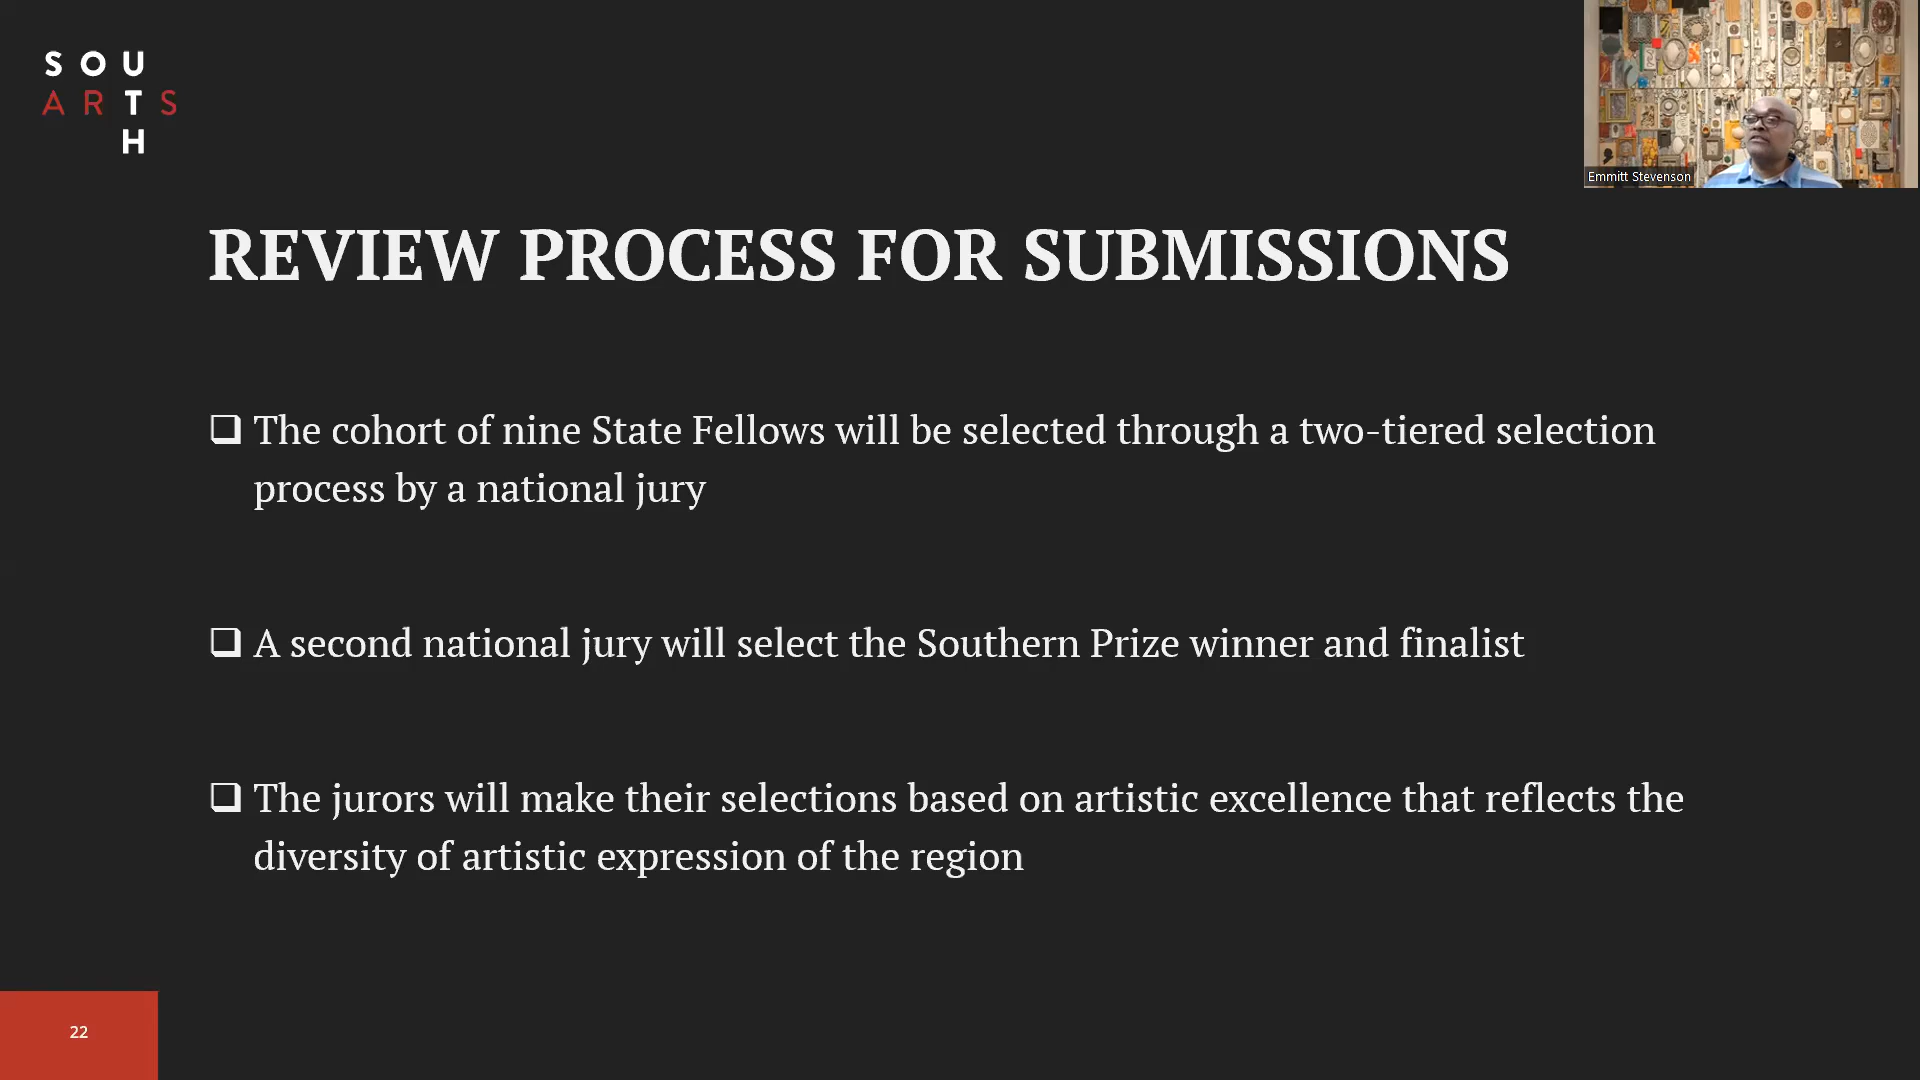 SOU
ARTS
H
Emmitt Stevenson
REVIEW PROCESS FOR SUBMISSIONS
❑ The cohort of nine State Fellows will be selected through a two-tiered selection
process by a national jury
❑ A second national jury will select the Southern Prize winner and finalist
❑ The jurors will make their selections based on artistic excellence that reflects the
diversity of artistic expression of the region
22